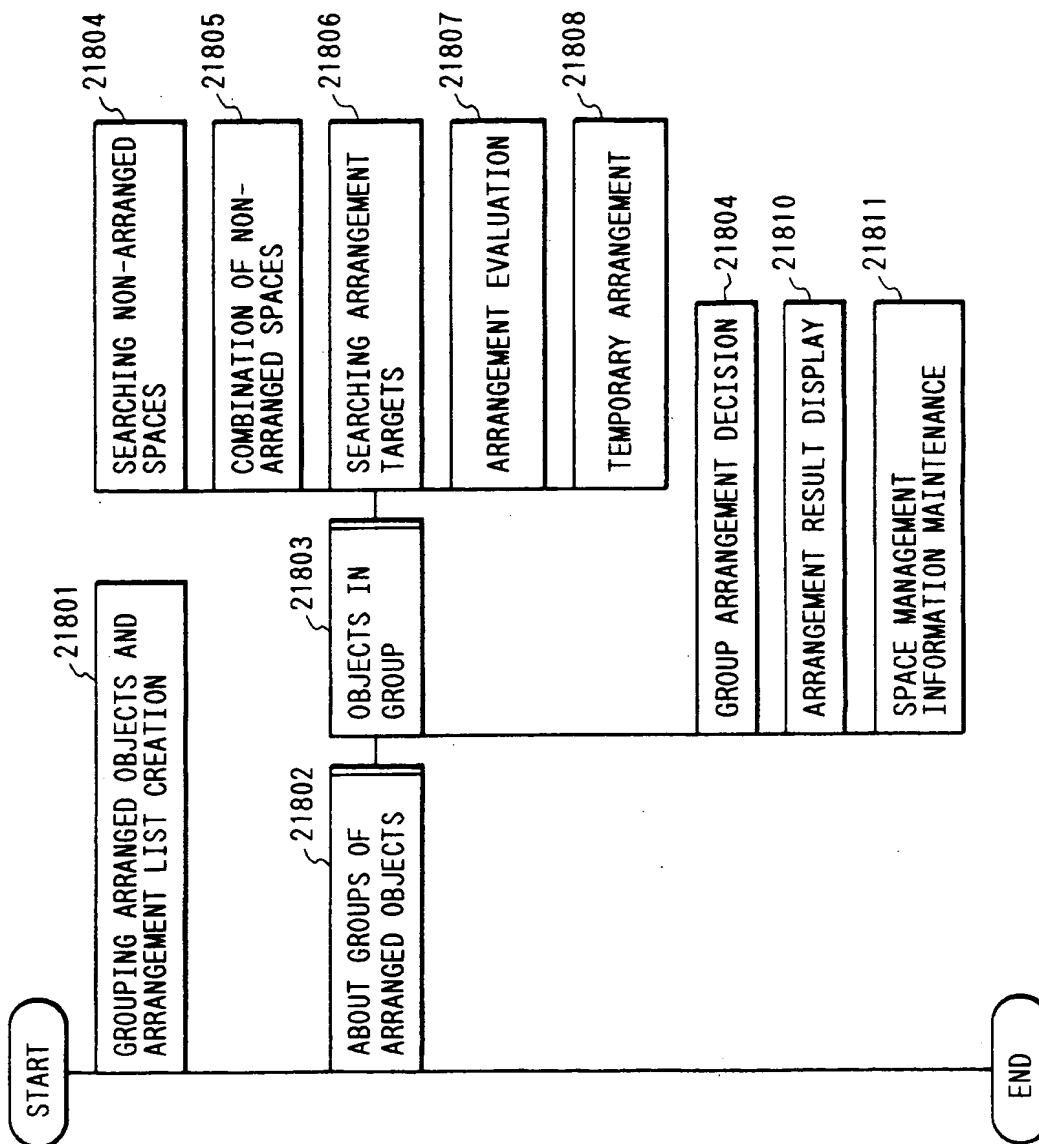 START
21801
GROUPING ARRANGED OBJECTS AND
ARRANGEMENT LIST CREATION
21802
ABOUT GROUPS OF
ARRANGED OBJECTS
21803
OBJECTS IN
GROUP
21804
SEARCHING NON-ARRANGED
SPACES
21805
COMBINATION OF NON-
ARRANGED SPACES
21806
SEARCHING ARRANGEMENT
TARGETS
21807
ARRANGEMENT EVALUATION
21808
TEMPORARY ARRANGEMENT
21804
GROUP ARRANGEMENT DECISION
21810
ARRANGEMENT RESULT DISPLAY
21811
SPACE MANAGEMENT
INFORMATION MAINTENANCE
END